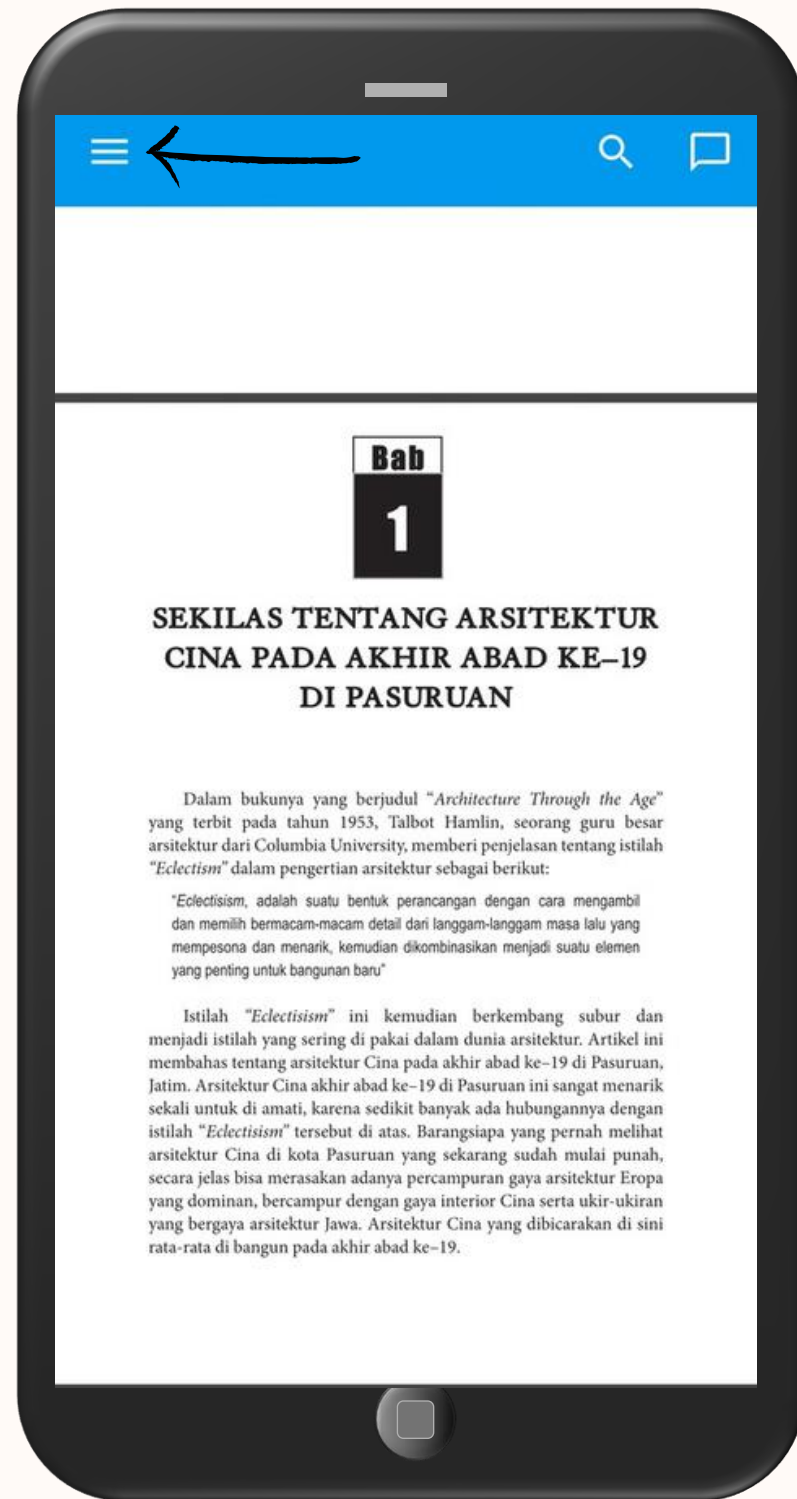 Bab
1
SEKILAS TENTANG ARSITEKTUR
CINA PADA AKHIR ABAD KE–19
DI PASURUAN
Dalam bukunya yang berjudul “Architecture Through the Age”
yang terbit pada tahun 1953, Talbot Hamlin, seorang guru besar
arsitektur dari Columbia University, memberi penjelasan tentang istilah
“Eclectism” dalam pengertian arsitektur sebagai berikut:
“Eclectisism, adalah suatu bentuk perancangan dengan cara mengambil
dan memilih bermacam-macam detail dari langgam-langgam masa lalu yang
mempesona dan menarik, kemudian dikombinasikan menjadi suatu elemen
yang penting untuk bangunan baru”
Istilah “Eclectisism” ini kemudian berkembang subur dan
menjadi istilah yang sering di pakai dalam dunia arsitektur. Artikel ini
membahas tentang arsitektur Cina pada akhir abad ke–19 di Pasuruan,
Jatim. Arsitektur Cina akhir abad ke–19 di Pasuruan ini sangat menarik
sekali untuk di amati, karena sedikit banyak ada hubungannya dengan
istilah “Eclectisism” tersebut di atas. Barangsiapa yang pernah melihat
arsitektur Cina di kota Pasuruan yang sekarang sudah mulai punah,
secara jelas bisa merasakan adanya percampuran gaya arsitektur Eropa
yang dominan, bercampur dengan gaya interior Cina serta ukir-ukiran
yang bergaya arsitektur Jawa. Arsitektur Cina yang dibicarakan di sini
rata-rata di bangun pada akhir abad ke–19.